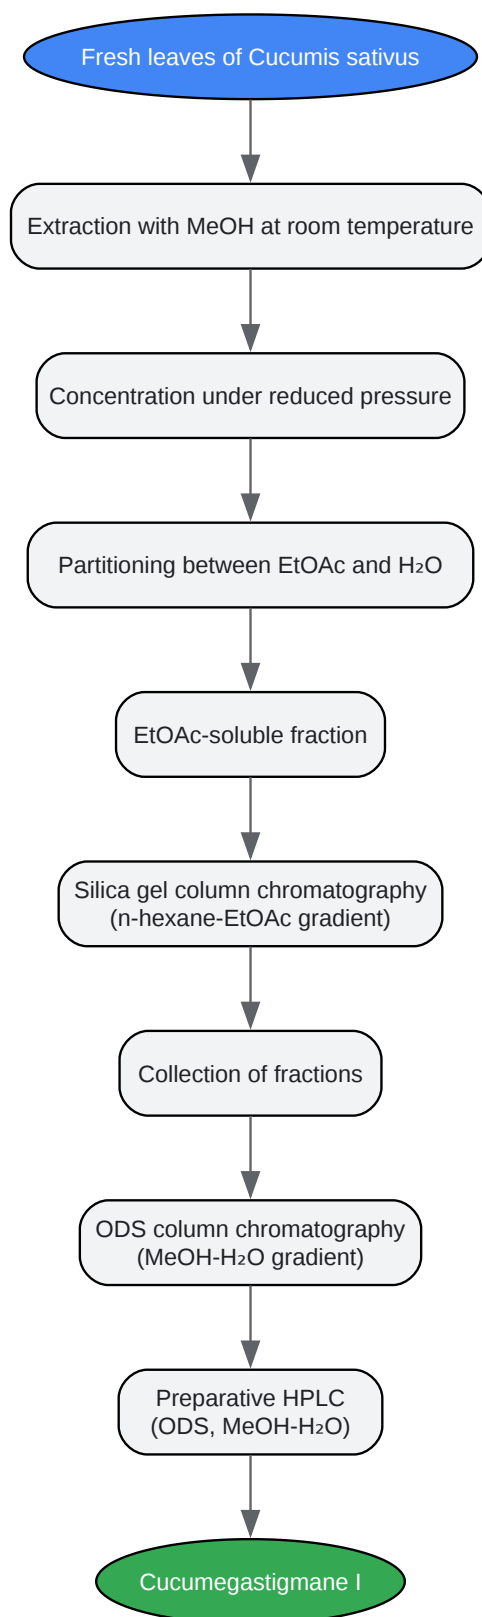 Fresh leaves of Cucumis sativus
Extraction with MeOH at room temperature
Concentration under reduced pressure
Partitioning between EtOAc and H₂O
EtOAc-soluble fraction
Silica gel column chromatography
(n-hexane-EtOAc gradient)
Collection of fractions
ODS column chromatography
(MeOH-H₂O gradient)
Preparative HPLC
(ODS, MeOH-H₂O)
Cucumegastigmane I